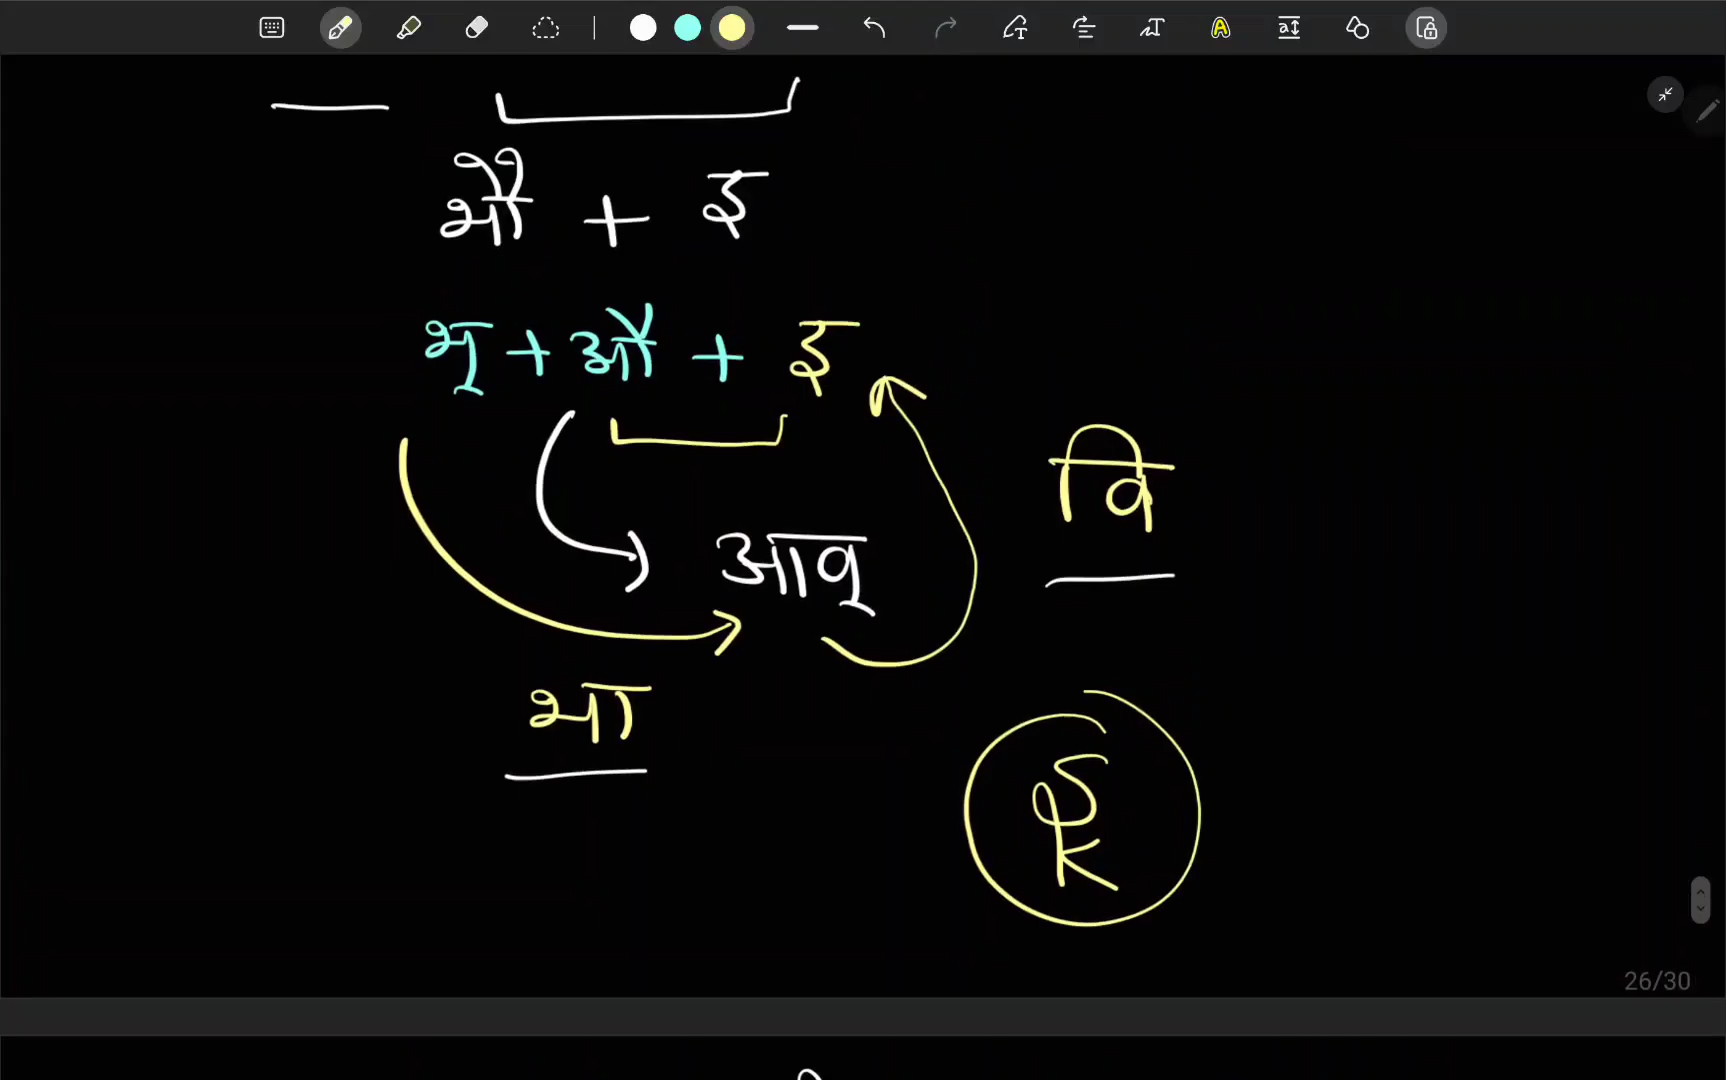 भौ + इ
भ् + औ + इ
वि
आव्
भा
S
K
26/30